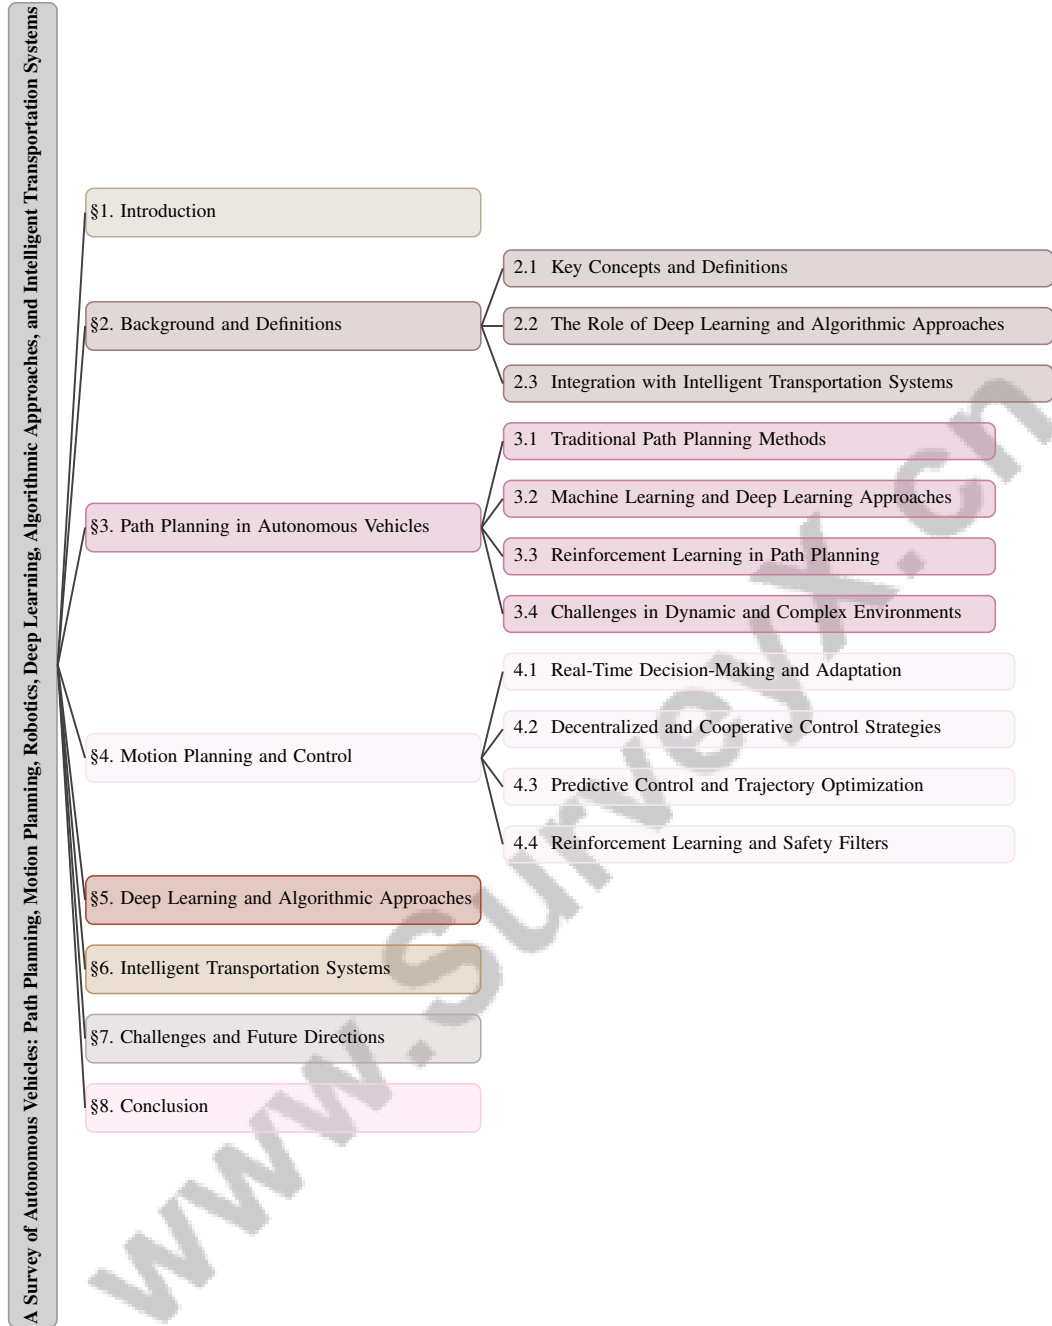 A Survey of Autonomous Vehicles: Path Planning, Motion Planning, Robotics, Deep Learning, Algorithmic Approaches, and Intelligent Transportation Systems
§1. Introduction
§2. Background and Definitions
2.1 Key Concepts and Definitions
2.2 The Role of Deep Learning and Algorithmic Approaches
2.3 Integration with Intelligent Transportation Systems
§3. Path Planning in Autonomous Vehicles
3.1 Traditional Path Planning Methods
3.2 Machine Learning and Deep Learning Approaches
3.3 Reinforcement Learning in Path Planning
3.4 Challenges in Dynamic and Complex Environments
§4. Motion Planning and Control
4.1 Real-Time Decision-Making and Adaptation
4.2 Decentralized and Cooperative Control Strategies
4.3 Predictive Control and Trajectory Optimization
4.4 Reinforcement Learning and Safety Filters
§5. Deep Learning and Algorithmic Approaches
§6. Intelligent Transportation Systems
§7. Challenges and Future Directions
§8. Conclusion
www.Surveyx.cn